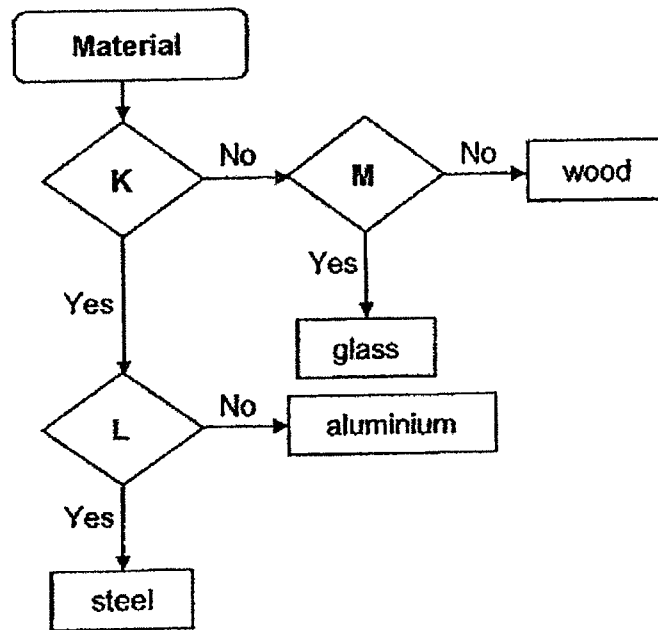 Material
K
No
M
No
wood
Yes
Yes
glass
L
No
aluminium
Yes
steel